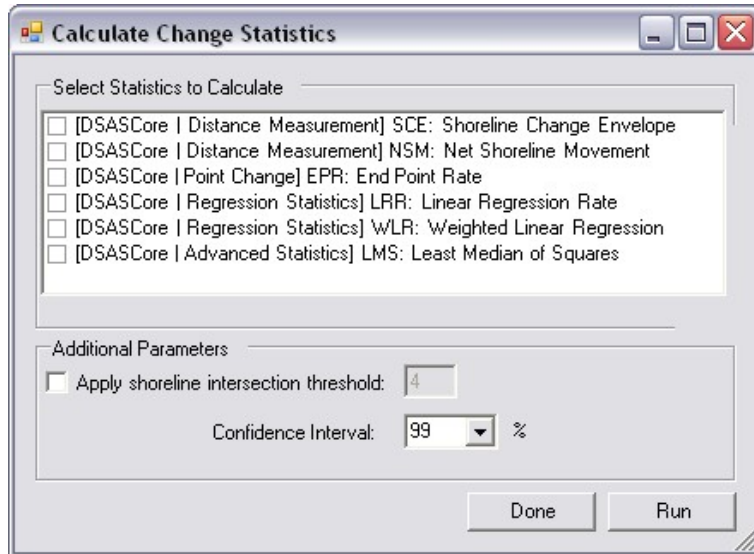 Calculate Change Statistics
Select Statistics to Calculate
[DSASCore | Distance Measurement] SCE: Shoreline Change Envelope
[DSASCore | Distance Measurement] NSM: Net Shoreline Movement
[DSASCore | Point Change] EPR: End Point Rate
[DSASCore | Regression Statistics] LRR: Linear Regression Rate
[DSASCore | Regression Statistics] WLR: Weighted Linear Regression
[DSASCore | Advanced Statistics] LMS: Least Median of Squares
Additional Parameters
Apply shoreline intersection threshold: 4
Confidence Interval: 99 %
Done Run